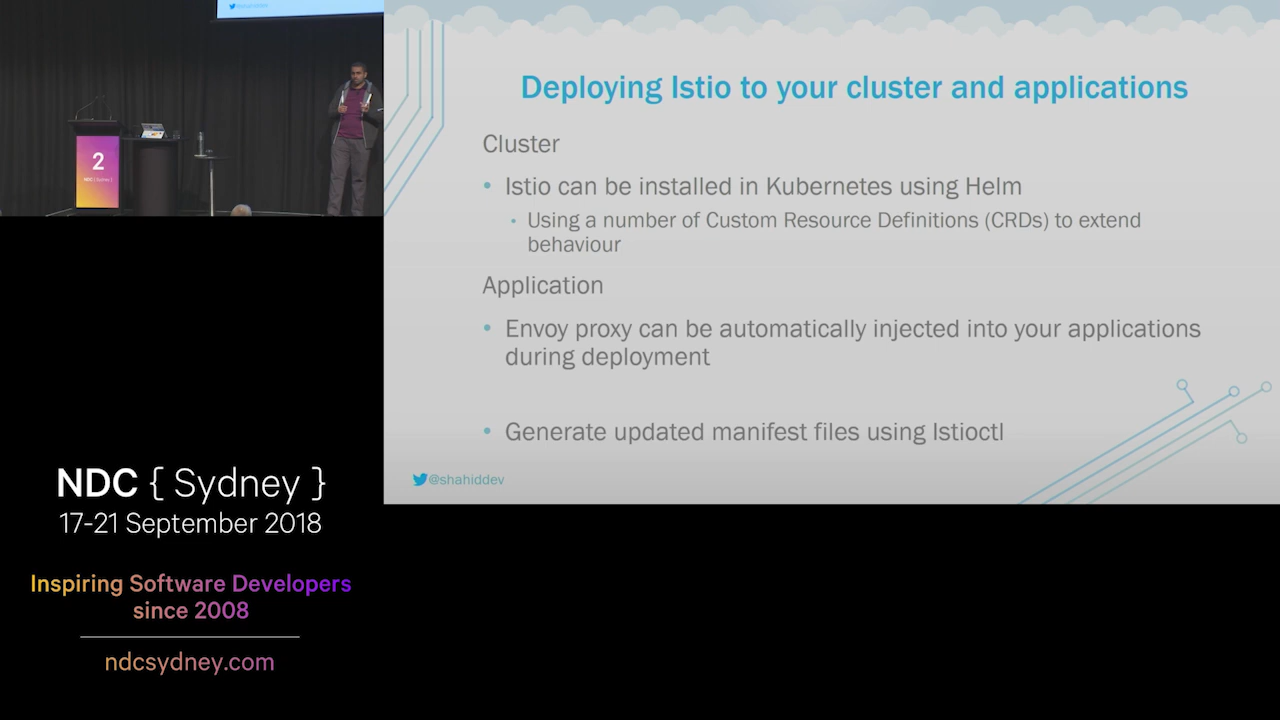 @shahiddev
2
NDC { Sydney }
Deploying Istio to your cluster and applications
Cluster
• Istio can be installed in Kubernetes using Helm
• Using a number of Custom Resource Definitions (CRDs) to extend
behaviour
Application
• Envoy proxy can be automatically injected into your applications
during deployment
• Generate updated manifest files using Istioctl
@shahiddev
NDC { Sydney }
17-21 September 2018
Inspiring Software Developers
since 2008
ndcsydney.com